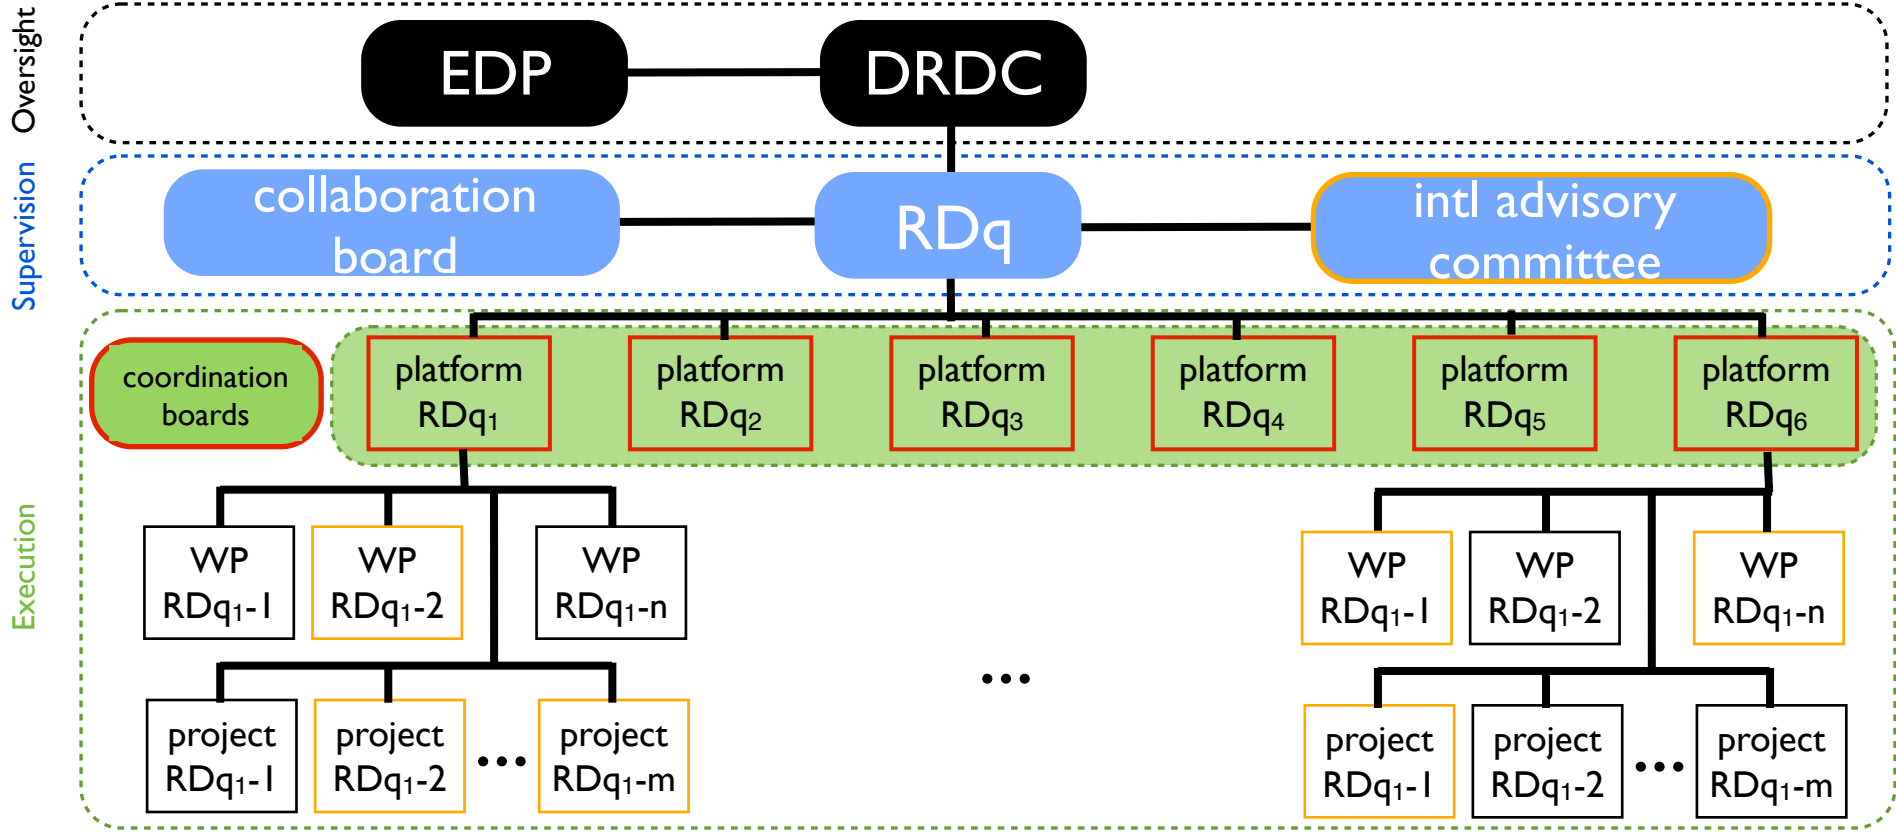 Oversight
EDP
DRDC
Supervision
collaboration
board
RDq
intl advisory
committee
Execution
coordination
boards
platform
RDq1
platform
RDq2
platform
RDq3
platform
RDq4
platform
RDq5
platform
RDq6
WP
RDq1-1
WP
RDq1-2
WP
RDq1-n
...
WP
RDq1-1
WP
RDq1-2
WP
RDq1-n
project
RDq1-1
project
RDq1-2
...
project
RDq1-m
project
RDq1-1
project
RDq1-2
...
project
RDq1-m